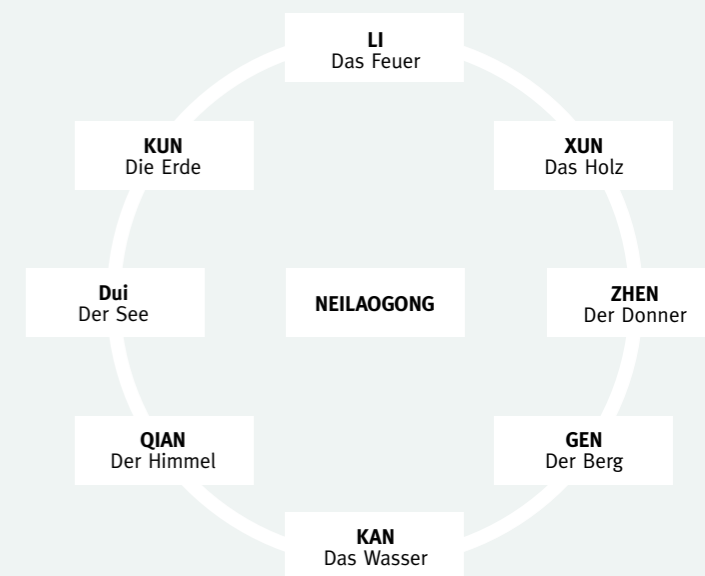 LI
Das Feuer
KUN
Die Erde
XUN
Das Holz
Dui
Der See
NEILAOGONG
ZHEN
Der Donner
QIAN
Der Himmel
GEN
Der Berg
KAN
Das Wasser